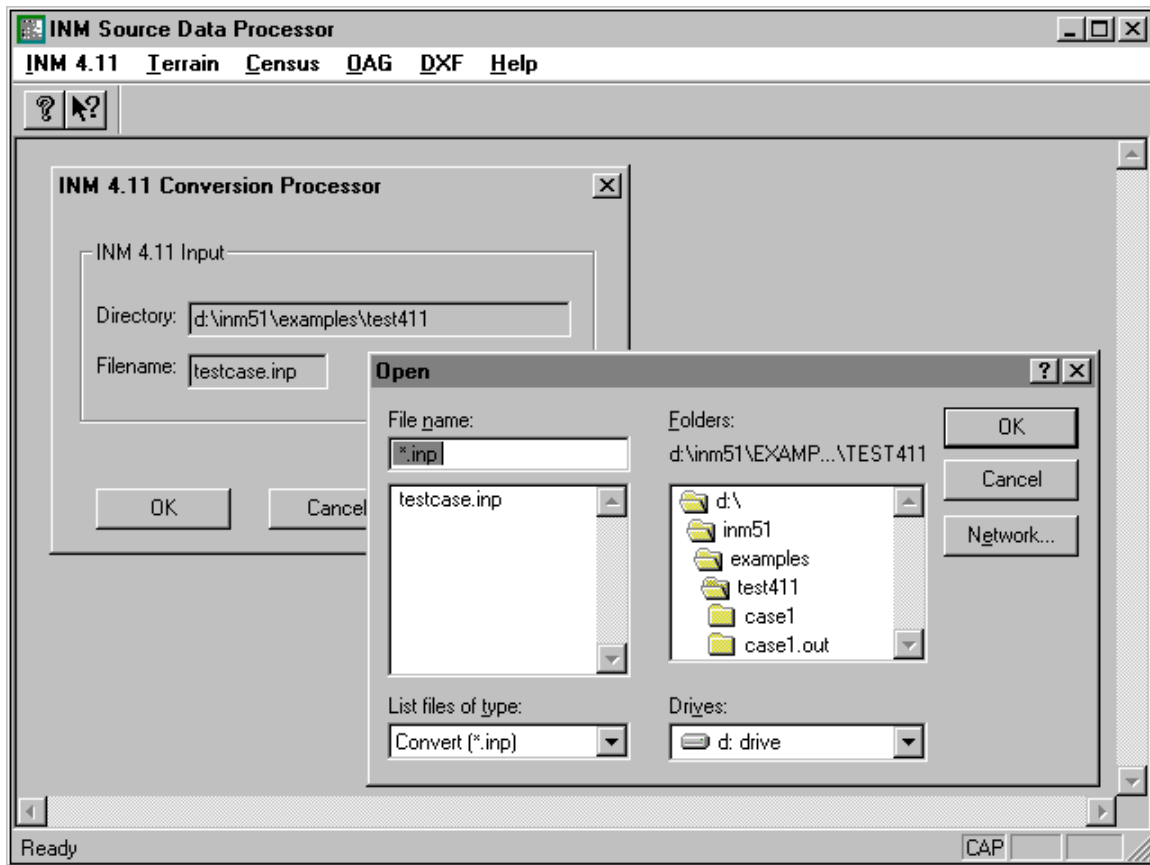 INM Source Data Processor
INM 4.11 Terrain Census OAG DXF Help
INM 4.11 Conversion Processor
INM 4.11 Input
Directory: d:\inm51\examples\test411
Filename: testcase.inp
OK Cancel
Open
File name:
*.inp
testcase.inp
List files of type:
Convert (*.inp)
Folders:
d:\inm51\EXAMP...\TEST411
d:\
inm51
examples
test411
case1
case1.out
Drives:
d: drive
OK
Cancel
Network...
Ready CAP